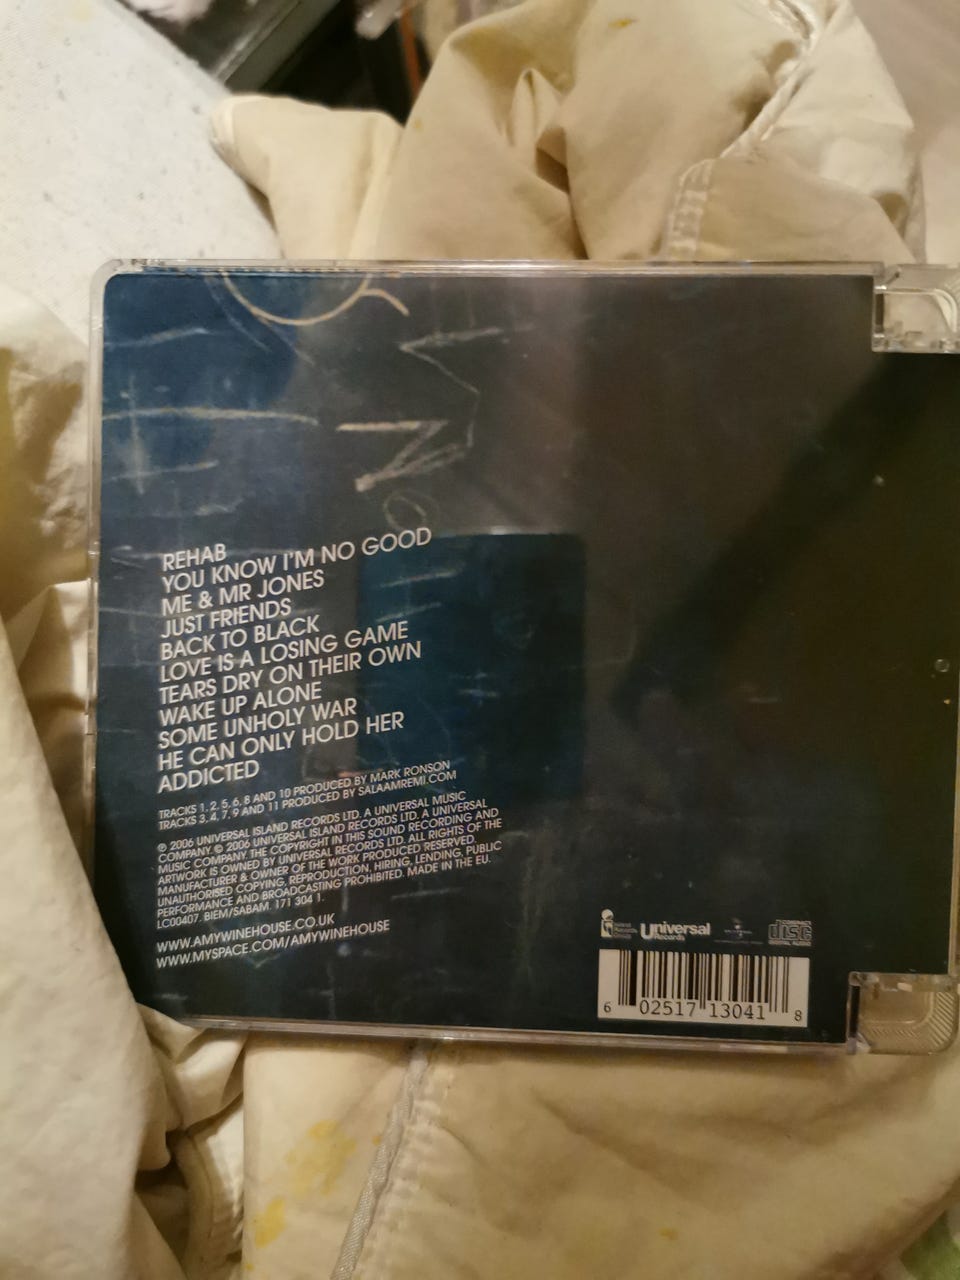 REHAB
YOU KNOW I'M NO GOOD
ME & MR JONES
JUST FRIENDS
BACK TO BLACK
LOVE IS A LOSING GAME
TEARS DRY ON THEIR OWN
WAKE UP ALONE
SOME UNHOLY WAR
HE CAN ONLY HOLD HER
ADDICTED
TRACKS 1, 2, 5, 6, 8 AND 10 PRODUCED BY MARK RONSON
TRACKS 3, 4, 7, 9 AND 11 PRODUCED BY SALAAMREMI.COM
℗ 2006 UNIVERSAL ISLAND RECORDS LTD. A UNIVERSAL MUSIC
COMPANY © 2006 UNIVERSAL ISLAND RECORDS LTD. A UNIVERSAL
MUSIC COMPANY. THE COPYRIGHT IN THIS SOUND RECORDING AND
ARTWORK IS OWNED BY UNIVERSAL RECORDS LTD. ALL RIGHTS OF THE
MANUFACTURER & OWNER OF THE WORK PRODUCED RESERVED.
UNAUTHORISED COPYING, REPRODUCTION, HIRING, LENDING, PUBLIC
PERFORMANCE AND BROADCASTING PROHIBITED. MADE IN THE EU.
LC00407. BIEM/SABAM. 171 304 1.
WWW.AMYWINEHOUSE.CO.UK
WWW.MYSPACE.COM/AMYWINEHOUSE
Universal
Records
COMPACT
disc
DIGITAL AUDIO
6 02517 13041 8